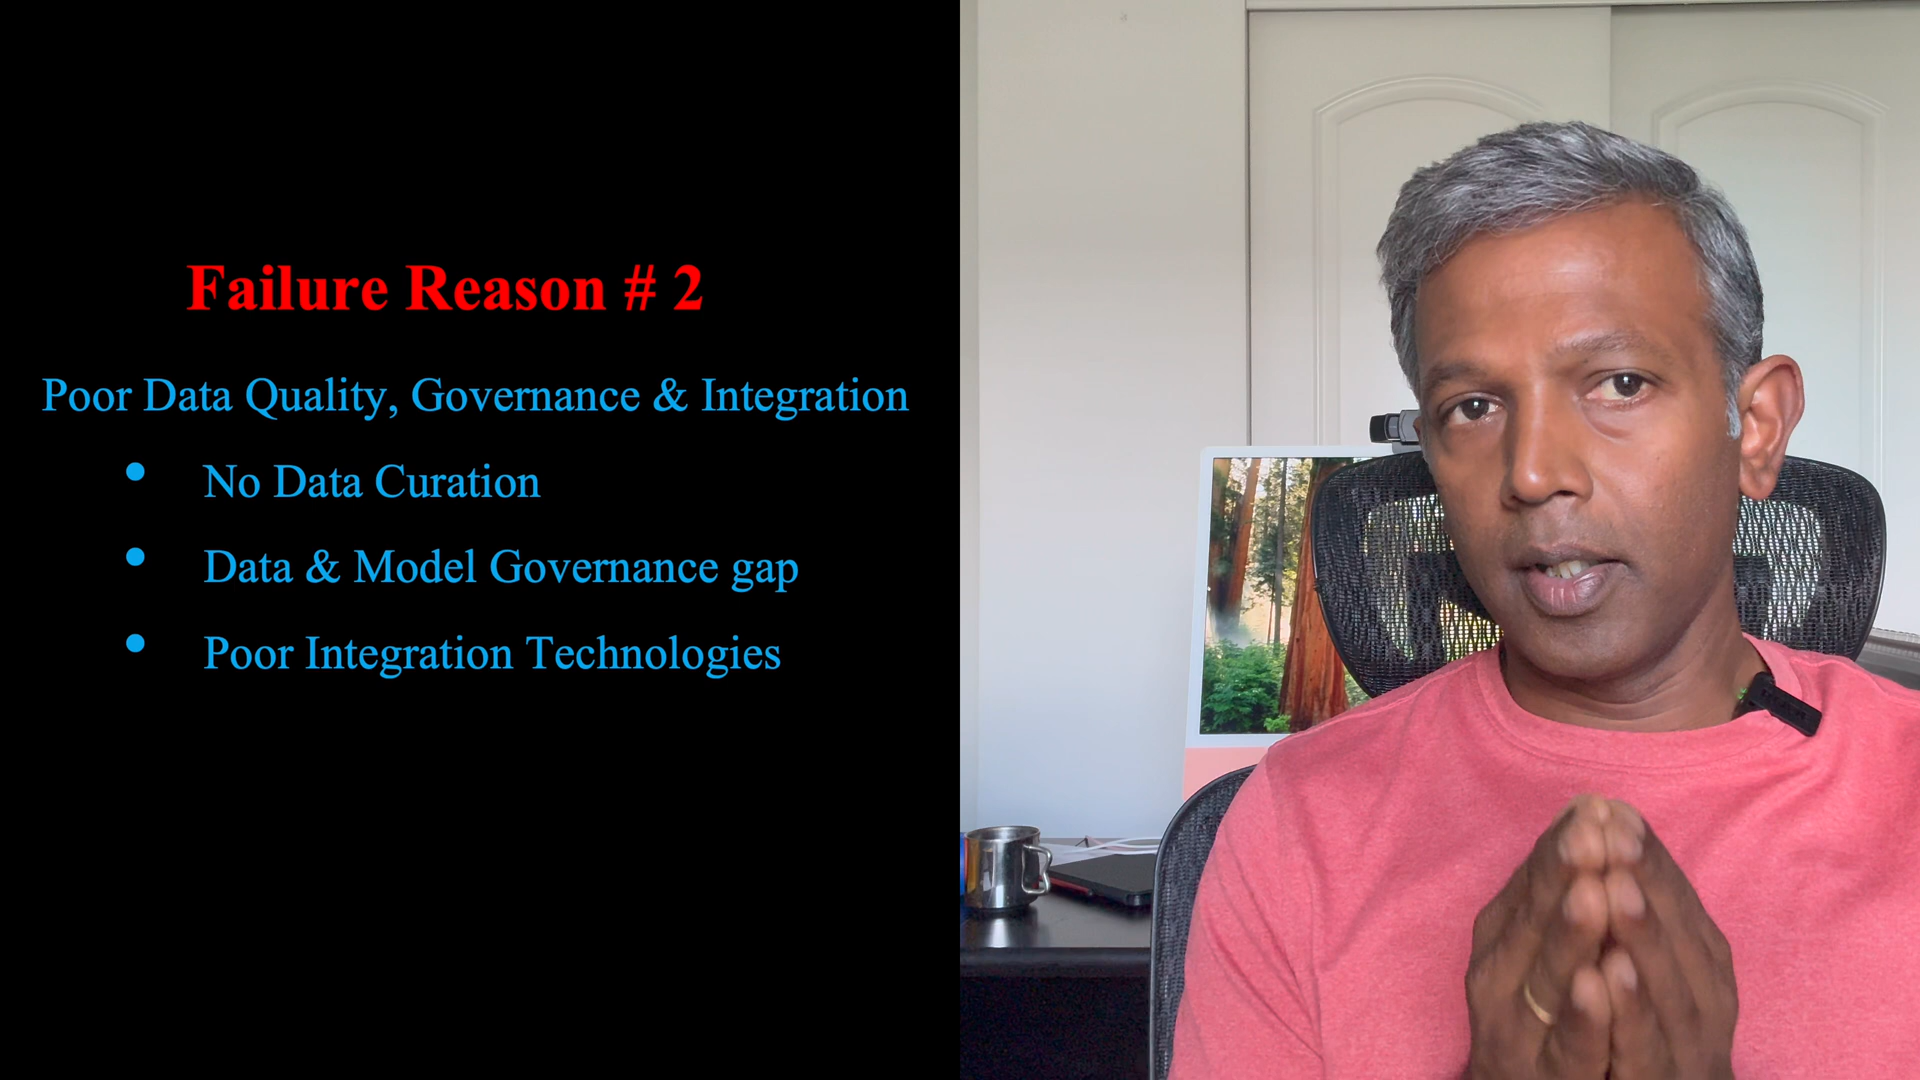 Failure Reason # 2
Poor Data Quality, Governance & Integration
• No Data Curation
• Data & Model Governance gap
• Poor Integration Technologies